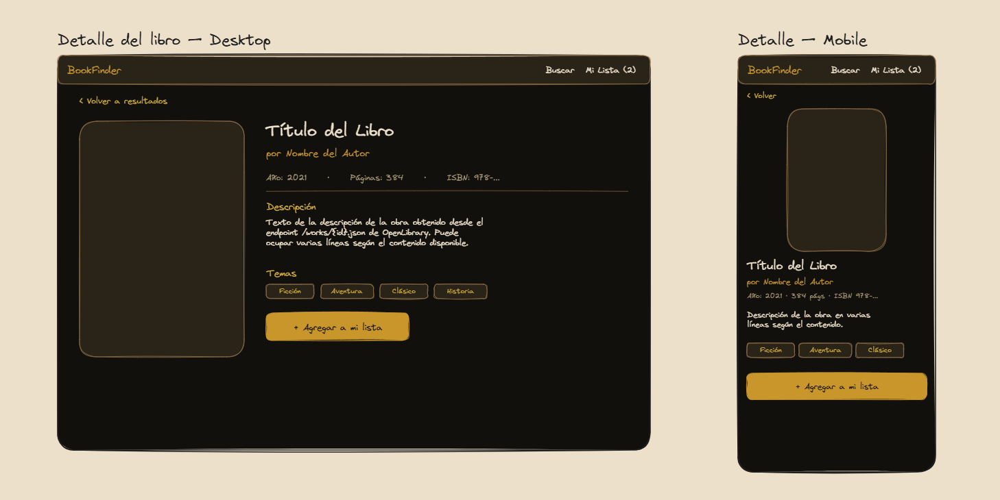 Detalle del libro — Desktop
BookFinder
Buscar Mi Lista (2)
< Volver a resultados
Título del Libro
por Nombre del Autor
Año: 2021 · Páginas: 384 · ISBN: 978-...
Descripción
Texto de la descripción de la obra obtenido desde el
endpoint /works/{id}.json de OpenLibrary. Puede
ocupar varias líneas según el contenido disponible.
Temas
Ficción Aventura Clásico Historia
+ Agregar a mi lista
Detalle — Mobile
BookFinder
Buscar Mi Lista (2)
< Volver
Título del Libro
por Nombre del Autor
Año: 2021 · 384 págs · ISBN 978-...
Descripción de la obra en varias
líneas según el contenido.
Ficción Aventura Clásico
+ Agregar a mi lista